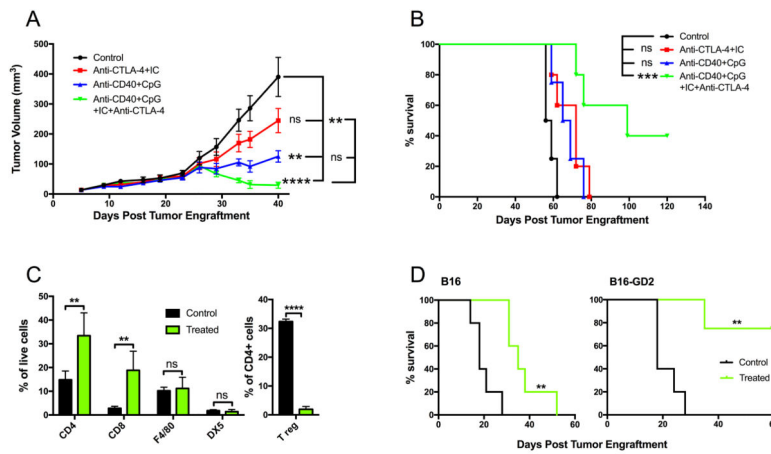 A
Control
Anti-CTLA-4+IC
Anti-CD40+CpG
Anti-CD40+CpG
+IC+Anti-CTLA-4
Tumor Volume (mm3)
500
400
300
200
100
0
0 10 20 30 40
Days Post Tumor Engraftment
ns
**
**
ns
****
B
Control
ns Anti-CTLA-4+IC
ns Anti-CD40+CpG
*** Anti-CD40+CpG
+IC+Anti-CTLA-4
% survival
100
80
60
40
20
0
0 20 40 60 80 100 120 140
Days Post Tumor Engraftment
C
Control
Treated
% of live cells
50
40
30
20
10
0
**
**
ns
ns
CD4 CD8 F4/80 DX5
% of CD4+ cells
40
30
20
10
0
****
T reg
D
B16
% survival
100
80
60
40
20
0
**
0 20 40 60
B16-GD2
100
80
60
40
20
0
**
Control
Treated
0 20 40 60
Days Post Tumor Engraftment
Days Post Tumor Engraftment